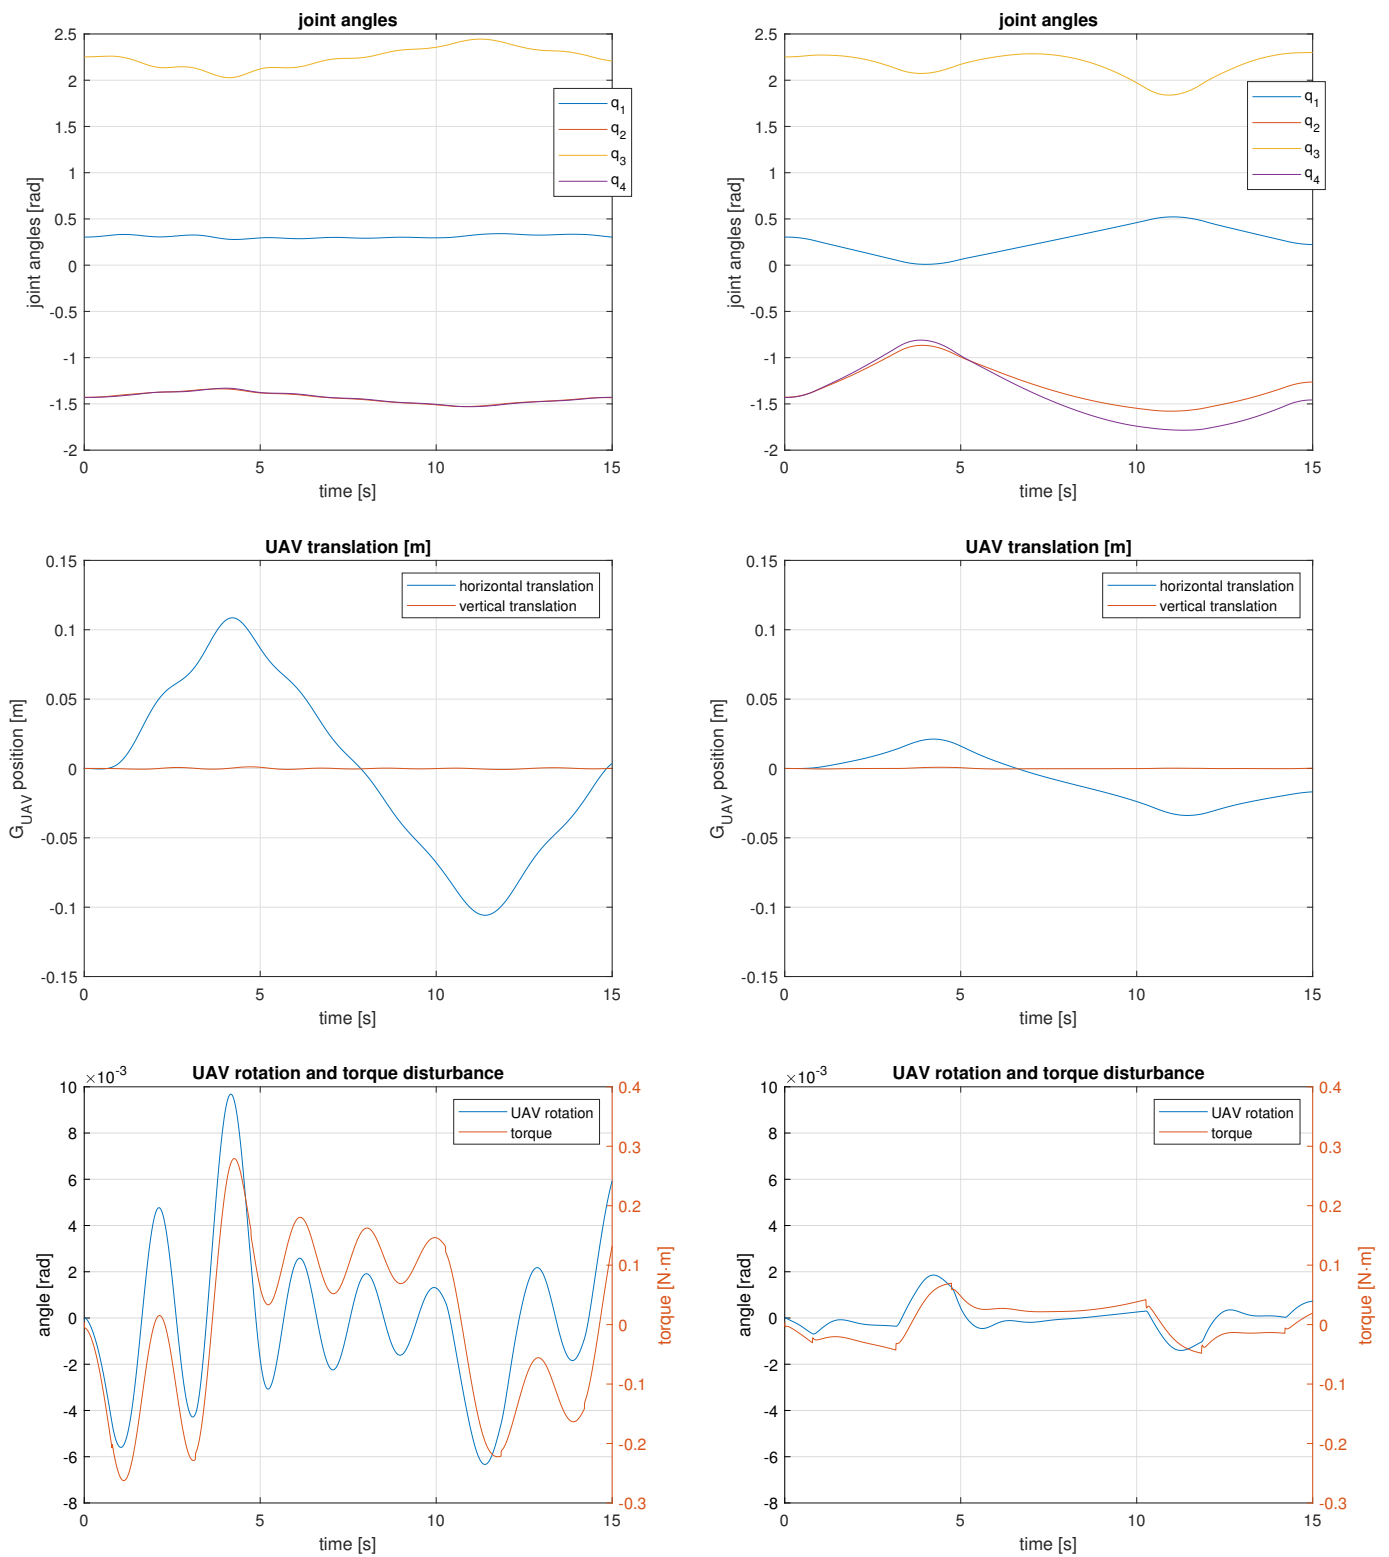 joint angles
2.5
2
1.5
1
0.5
0
-0.5
-1
-1.5
-2
joint angles [rad]
q1
q2
q3
q4
0 5 10 15
time [s]
joint angles
2.5
2
1.5
1
0.5
0
-0.5
-1
-1.5
-2
joint angles [rad]
q1
q2
q3
q4
0 5 10 15
time [s]
UAV translation [m]
0.15
0.1
0.05
0
-0.05
-0.1
-0.15
GUAV position [m]
horizontal translation
vertical translation
0 5 10 15
time [s]
UAV translation [m]
0.15
0.1
0.05
0
-0.05
-0.1
-0.15
GUAV position [m]
horizontal translation
vertical translation
0 5 10 15
time [s]
UAV rotation and torque disturbance
×10-3
10
8
6
4
2
0
-2
-4
-6
-8
angle [rad]
UAV rotation
torque
0.4
0.3
0.2
0.1
0
-0.1
-0.2
-0.3
torque [N·m]
0 5 10 15
time [s]
UAV rotation and torque disturbance
×10-3
10
8
6
4
2
0
-2
-4
-6
-8
angle [rad]
UAV rotation
torque
0.4
0.3
0.2
0.1
0
-0.1
-0.2
-0.3
torque [N·m]
0 5 10 15
time [s]